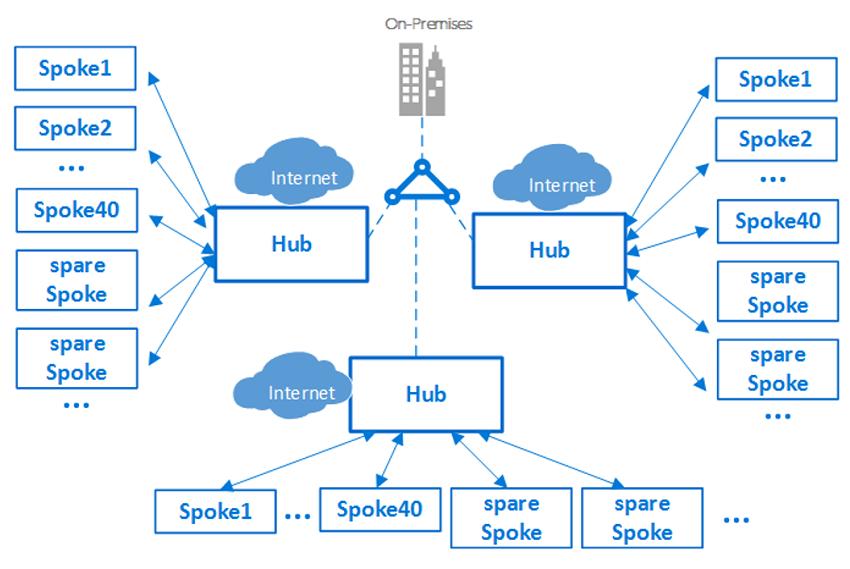 On-Premises
Spoke1
Spoke2
...
Spoke40
spare
Spoke
spare
Spoke
...
Internet
Hub
Internet
Hub
Spoke1
Spoke2
...
Spoke40
spare
Spoke
spare
Spoke
...
Internet
Hub
Spoke1
...
Spoke40
spare
Spoke
spare
Spoke
...